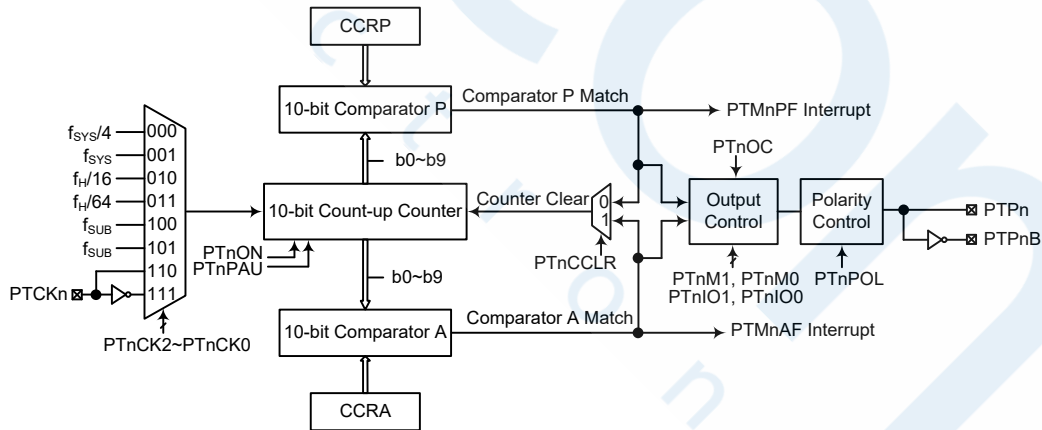 CCRP
10-bit Comparator P
Comparator P Match
PTMnPF Interrupt
fSYS/4
000
fSYS
001
fH/16
010
fH/64
011
fSUB
100
fSUB
101
110
PTCKn
111
PTnCK2~PTnCK0
b0~b9
10-bit Count-up Counter
PTnON
PTnPAU
b0~b9
Counter Clear
0
1
PTnCCLR
PTnOC
Output
Control
PTnM1, PTnM0
PTnIO1, PTnIO0
Polarity
Control
PTnPOL
PTPn
PTPnB
10-bit Comparator A
Comparator A Match
PTMnAF Interrupt
CCRA